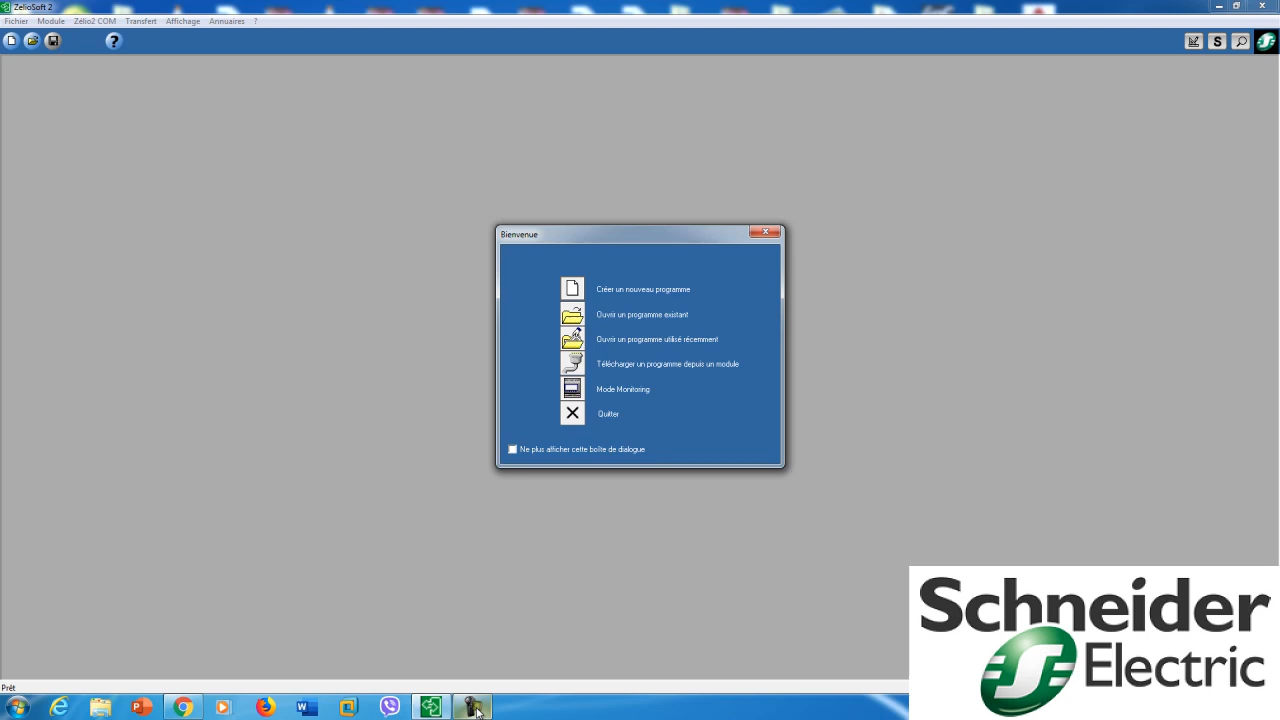 ZelioSoft 2
Fichier Module Zélio2 COM Transfert Affichage Annuaires ?
Bienvenue
Créer un nouveau programme
Ouvrir un programme existant
Ouvrir un programme utilisé récemment
Télécharger un programme depuis un module
Mode Monitoring
Quitter
Ne plus afficher cette boîte de dialogue
Schneider
Electric
Prêt